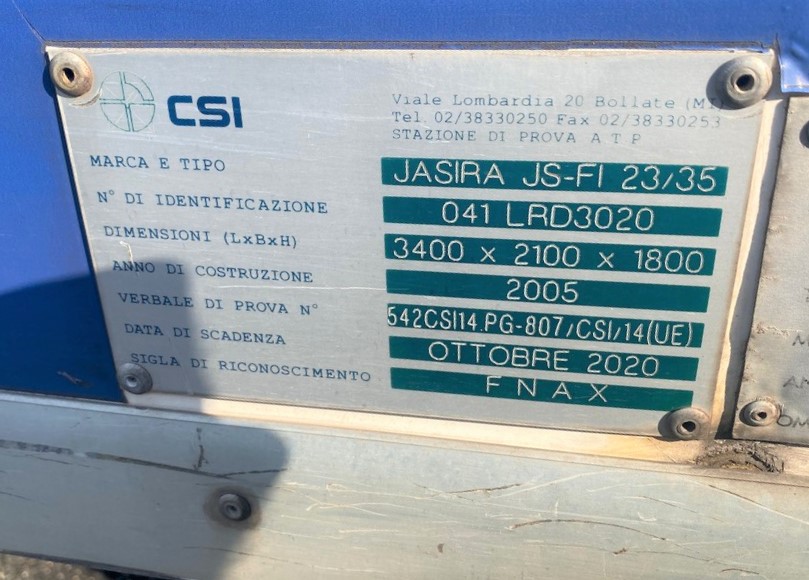 CSI
Viale Lombardia 20 Bollate (MI)
Tel. 02/38330250 Fax 02/38330253
STAZIONE DI PROVA A T P
MARCA E TIPO JASIRA JS-FI 23/35
N° DI IDENTIFICAZIONE 041 LRD3020
DIMENSIONI (LxBxH) 3400 x 2100 x 1800
ANNO DI COSTRUZIONE 2005
VERBALE DI PROVA N° 542CSI14.PG-807/CSI/14(UE)
DATA DI SCADENZA OTTOBRE 2020
SIGLA DI RICONOSCIMENTO F N A X